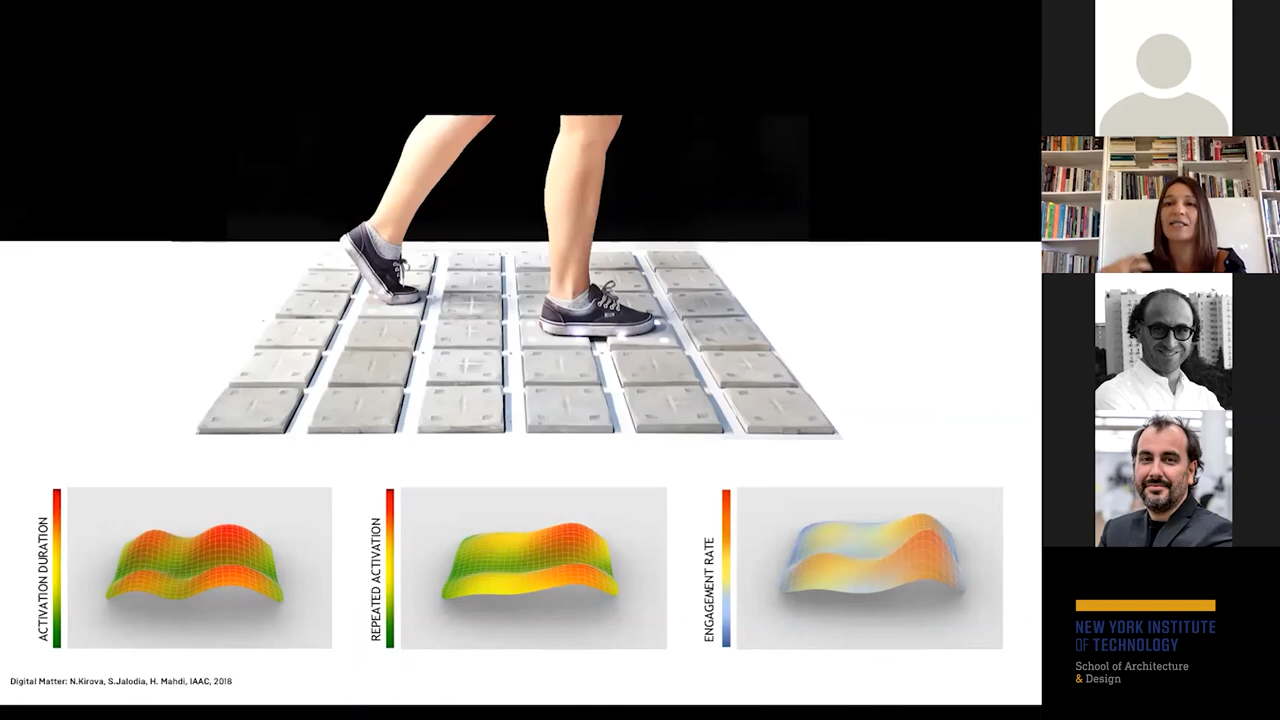 ACTIVATION DURATION
REPEATED ACTIVATION
ENGAGEMENT RATE
Digital Matter: N.Kirova, S.Jalodia, H. Mahdi, IAAC, 2018
NEW YORK INSTITUTE
OF TECHNOLOGY
School of Architecture
& Design